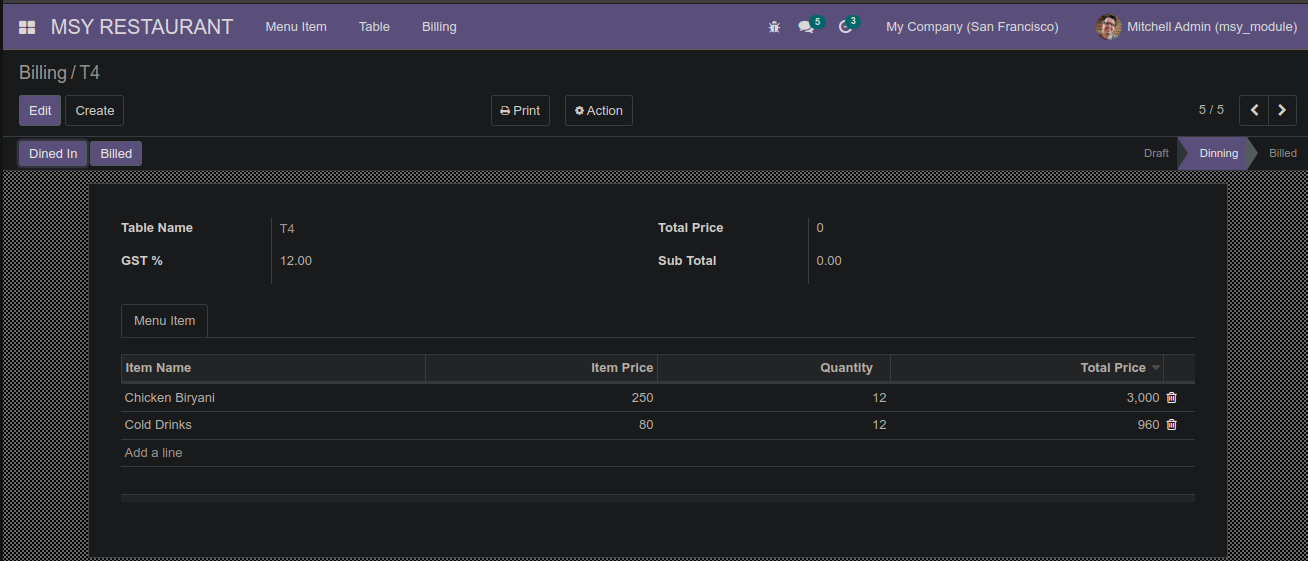 MSY RESTAURANT Menu Item Table Billing 5 3 My Company (San Francisco) Mitchell Admin (msy_module)
Billing / T4
Edit Create Print Action 5 / 5
Dined In Billed Draft Dinning Billed
Table Name T4 Total Price 0
GST % 12.00 Sub Total 0.00
Menu Item
Item Name Item Price Quantity Total Price
Chicken Biryani 250 12 3,000
Cold Drinks 80 12 960
Add a line